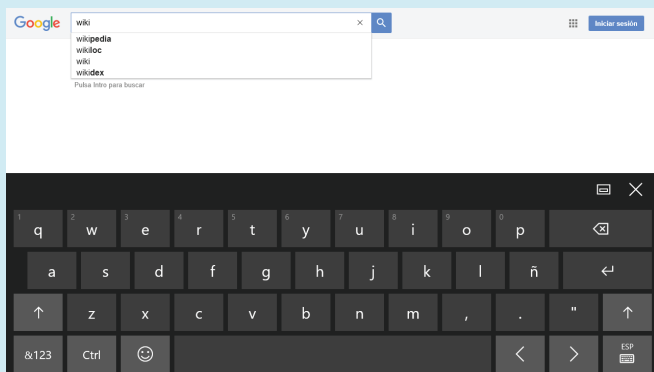 Google wiki Iniciar sesión
wikipedia
wikiloc
wiki
wikidex
Pulsa Intro para buscar
1 q 2 w 3 e 4 r 5 t 6 y 7 u 8 i 9 o 0 p
a s d f g h j k l ñ
z x c v b n m , . "
&123 Ctrl ESP